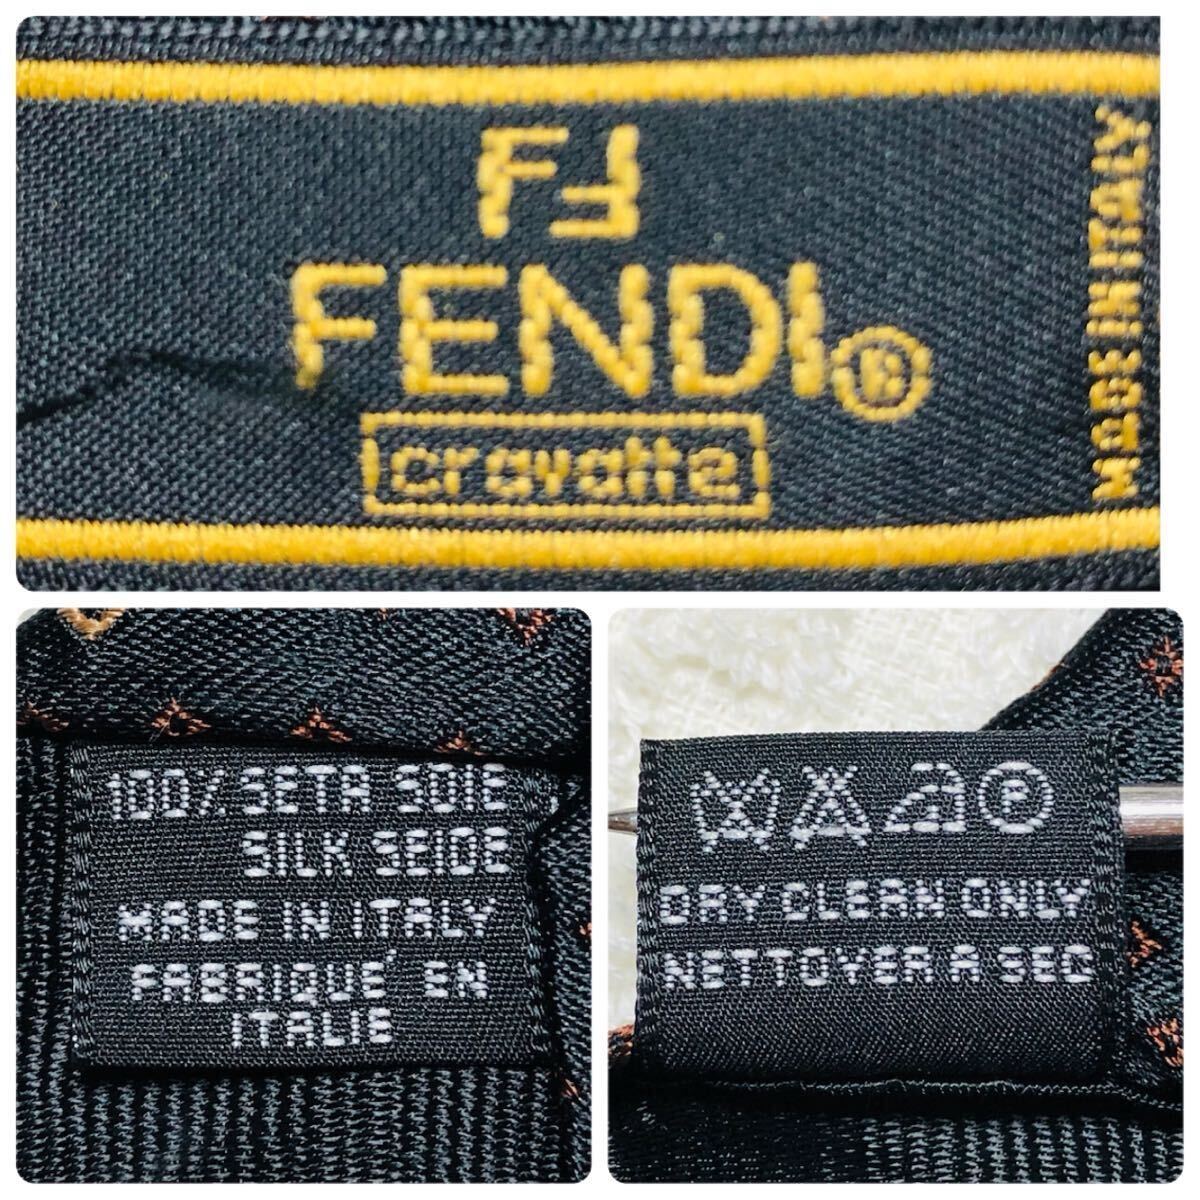 FF
FENDI®
cravatte
MADE IN ITALY
100% SETA SOIE
SILK SEIDE
MADE IN ITALY
FABRIQUÉ EN
ITALIE
P
DRY CLEAN ONLY
NETTOYER A SEC